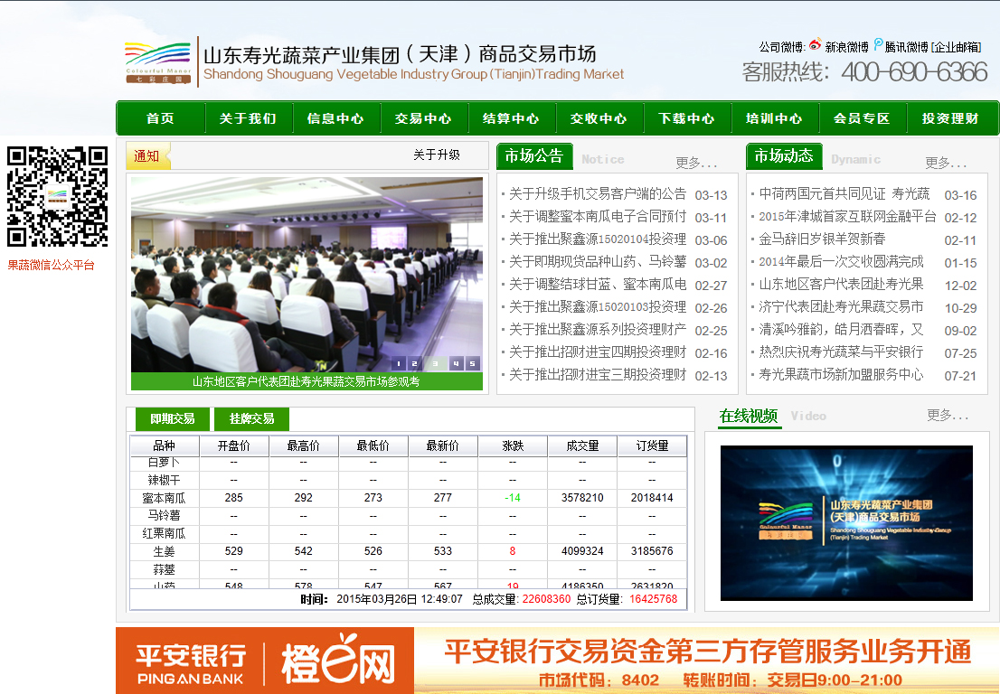 Colourful Manor
七彩庄园
山东寿光蔬菜产业集团（天津）商品交易市场
Shandong Shouguang Vegetable Industry Group (Tianjin)Trading Market
公司微博: 新浪微博 腾讯微博 [企业邮箱]
客服热线: 400-690-6366
首页 关于我们 信息中心 交易中心 结算中心 交收中心 下载中心 培训中心 会员专区 投资理财
果蔬微信公众平台
通知 关于升级
1 2 3 4 5
山东地区客户代表团赴寿光果蔬交易市场参观考
市场公告 Notice 更多...
关于升级手机交易客户端的公告 03-13
关于调整蜜本南瓜电子合同预付 03-11
关于推出聚鑫源15020104投资理 03-06
关于即期现货品种山药、马铃薯 03-02
关于调整结球甘蓝、蜜本南瓜电 02-27
关于推出聚鑫源15020103投资理 02-26
关于推出聚鑫源系列投资理财产 02-25
关于推出招财进宝四期投资理财 02-16
关于推出招财进宝三期投资理财 02-13
市场动态 Dynamic 更多...
中荷两国元首共同见证 寿光蔬 03-16
2015年津城首家互联网金融平台 02-12
金马辞旧岁银羊贺新春 02-11
2014年最后一次交收圆满完成 01-15
山东地区客户代表团赴寿光果 12-02
济宁代表团赴寿光果蔬交易市 10-29
清溪吟雅韵，皓月洒春晖，又 09-02
热烈庆祝寿光蔬菜与平安银行 07-25
寿光果蔬市场新加盟服务中心 07-21
即期交易 挂牌交易
品种 开盘价 最高价 最低价 最新价 涨跌 成交量 订货量
白萝卜 -- -- -- -- -- -- --
辣椒干 -- -- -- -- -- -- --
蜜本南瓜 285 292 273 277 -14 3578210 2018414
马铃薯 -- -- -- -- -- -- --
红栗南瓜 -- -- -- -- -- -- --
生姜 529 542 526 533 8 4099324 3185676
蒜薹 -- -- -- -- -- -- --
山药 548 578 547 567 19 4186350 2631820
时间： 2015年03月26日 12:49:07 总成交量: 22608360 总订货量: 16425768
在线视频 Video 更多...
Colourful Manor
山东寿光蔬菜产业集团
(天津)商品交易市场
Shandong Shouguang Vegetable Industry Group
(Tianjin) Trading Market
平安银行
PING AN BANK
橙e网
平安银行交易资金第三方存管服务业务开通
市场代码：8402 转账时间：交易日9:00-21:00